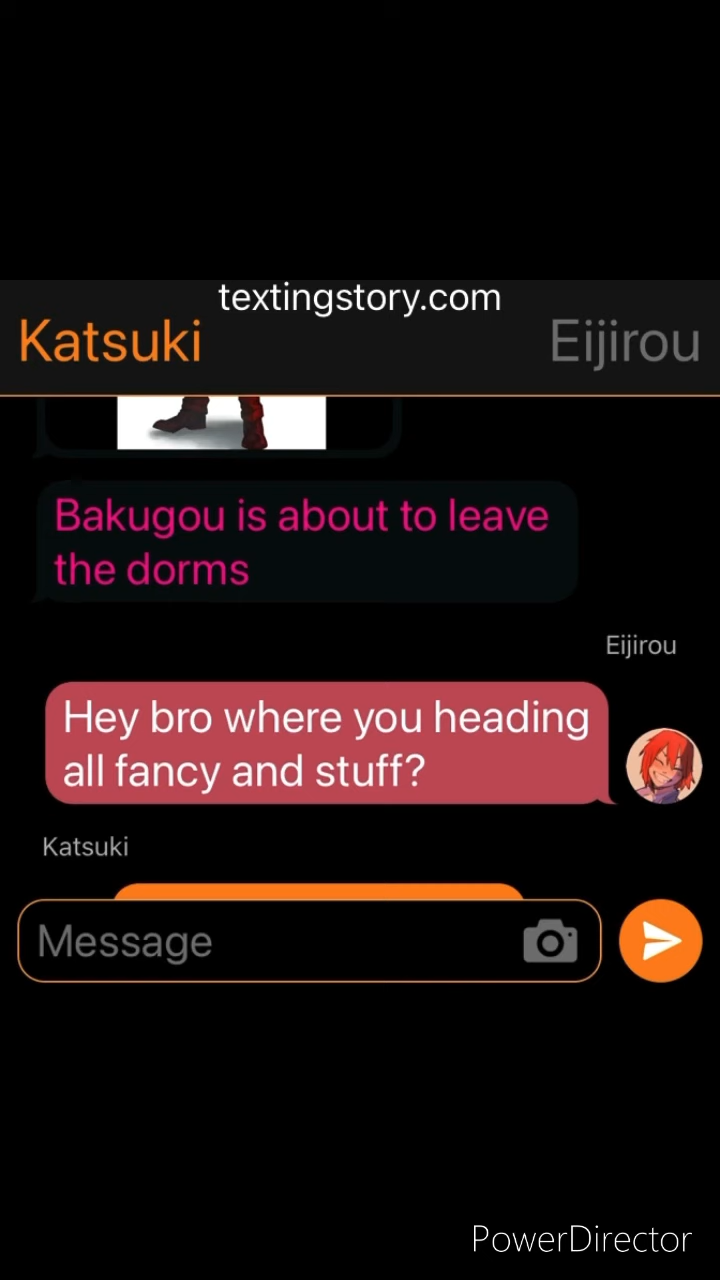 textingstory.com
Katsuki
Eijirou
Bakugou is about to leave
the dorms
Eijirou
Hey bro where you heading
all fancy and stuff?
Katsuki
Message
PowerDirector